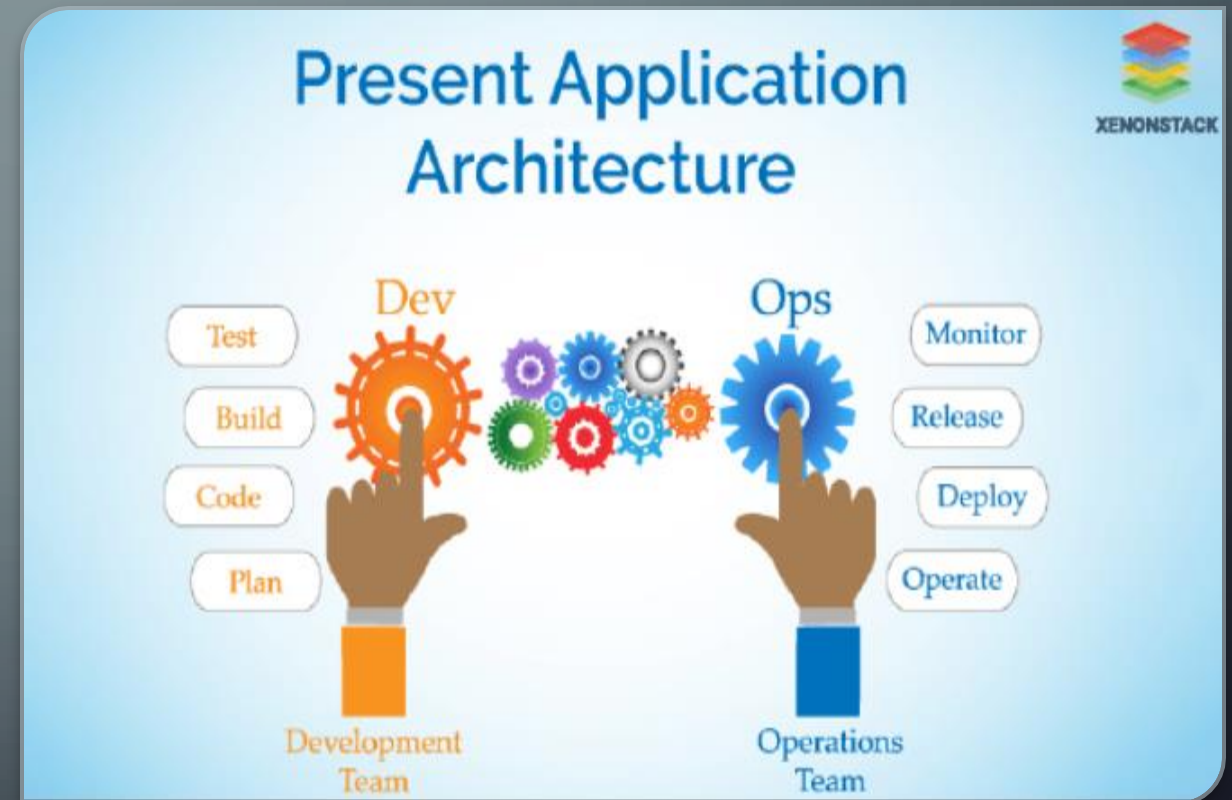 Present Application
Architecture
XENONSTACK
Dev
Ops
Test
Build
Code
Plan
Monitor
Release
Deploy
Operate
Development
Team
Operations
Team